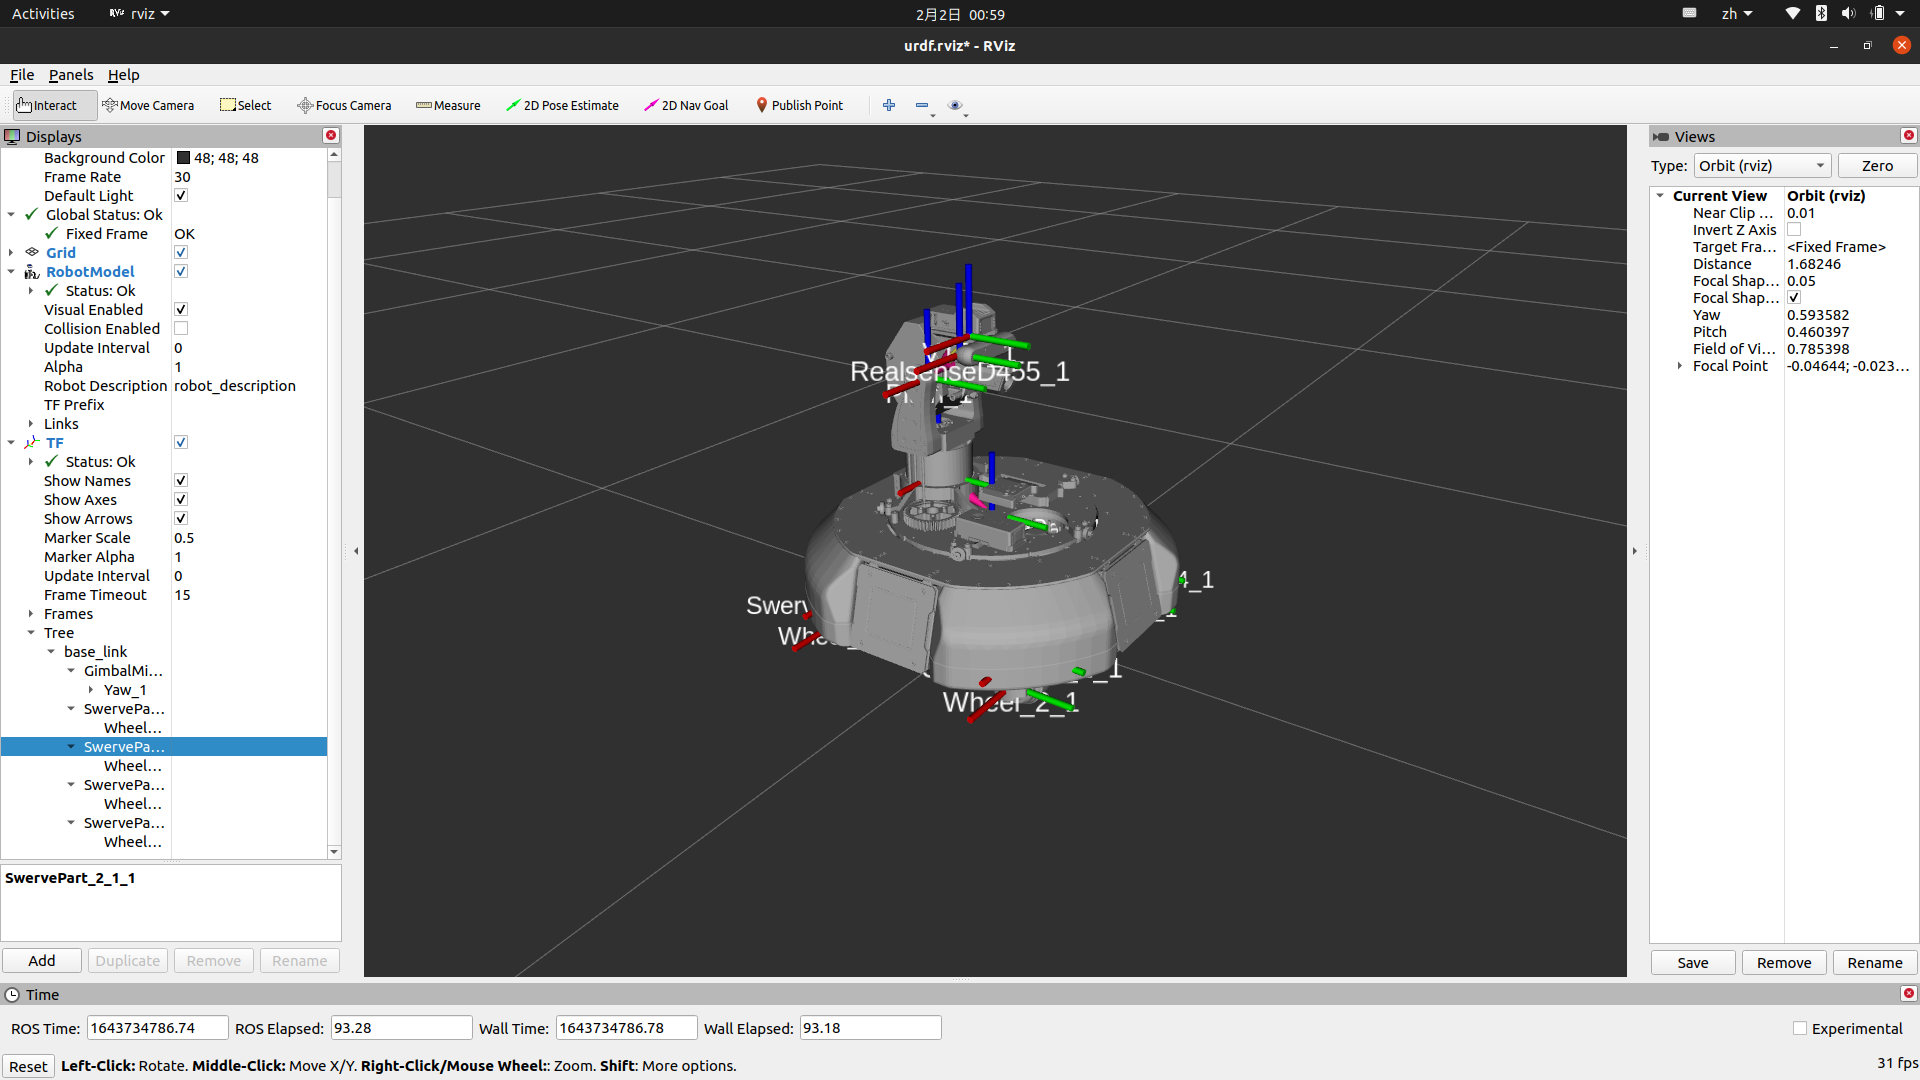 Activities rviz 2月2日 00:59 zh
urdf.rviz* - RViz
File Panels Help
Interact Move Camera Select Focus Camera Measure 2D Pose Estimate 2D Nav Goal Publish Point
Displays
Background Color 48; 48; 48
Frame Rate 30
Default Light
Global Status: Ok
Fixed Frame OK
Grid
RobotModel
Status: Ok
Visual Enabled
Collision Enabled
Update Interval 0
Alpha 1
Robot Description robot_description
TF Prefix
Links
TF
Status: Ok
Show Names
Show Axes
Show Arrows
Marker Scale 0.5
Marker Alpha 1
Update Interval 0
Frame Timeout 15
Frames
Tree
base_link
GimbalMi...
Yaw_1
SwervePa...
Wheel...
SwervePa...
Wheel...
SwervePa...
Wheel...
SwervePa...
Wheel...
SwervePart_2_1_1
Add Duplicate Remove Rename
RealsenseD455_1
4_1
Swerv
_1
Whe
_1
Wheel_2_1
Views
Type: Orbit (rviz) Zero
Current View Orbit (rviz)
Near Clip ... 0.01
Invert Z Axis
Target Fra... <Fixed Frame>
Distance 1.68246
Focal Shap... 0.05
Focal Shap...
Yaw 0.593582
Pitch 0.460397
Field of Vi... 0.785398
Focal Point -0.04644; -0.023...
Save Remove Rename
Time
ROS Time: 1643734786.74 ROS Elapsed: 93.28 Wall Time: 1643734786.78 Wall Elapsed: 93.18 Experimental
Reset Left-Click: Rotate. Middle-Click: Move X/Y. Right-Click/Mouse Wheel:: Zoom. Shift: More options. 31 fps